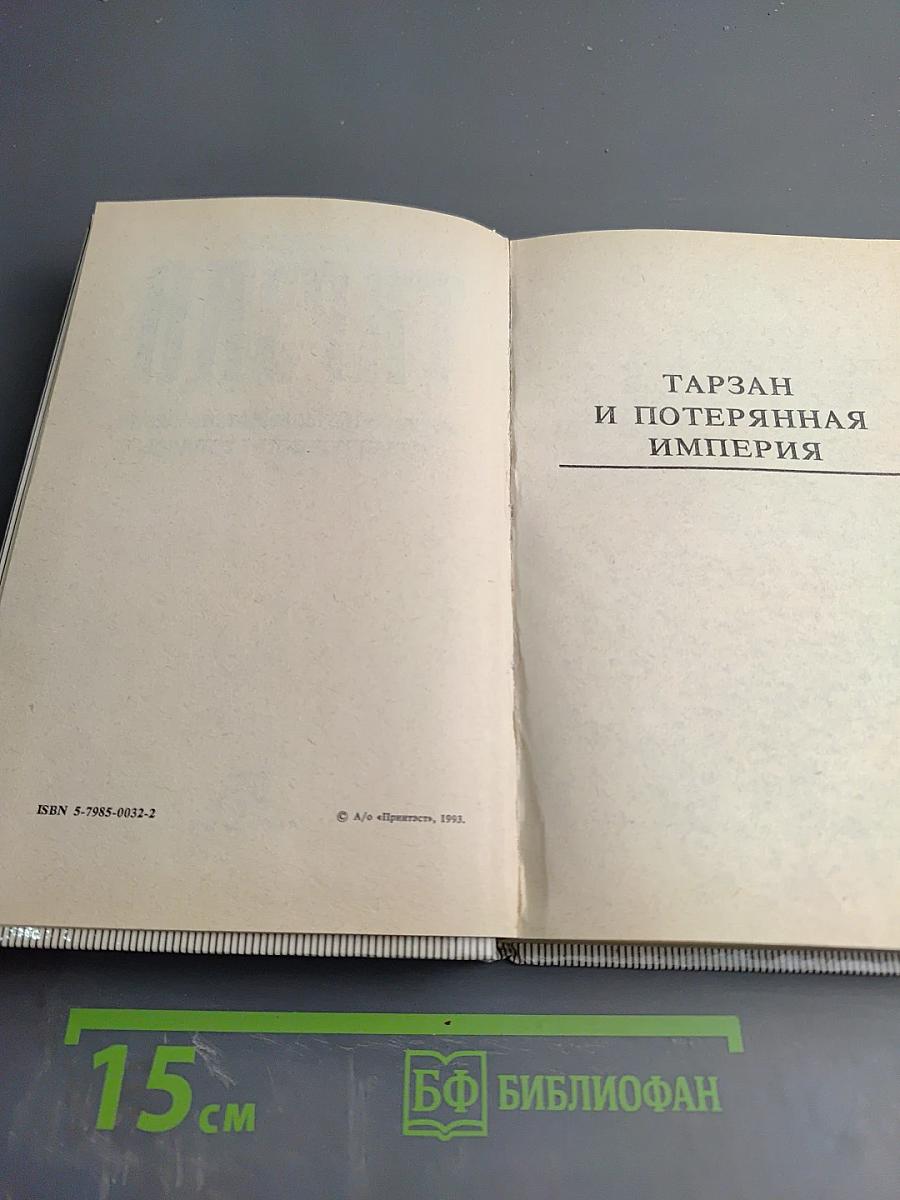 ТАРЗАН
И ПОТЕРЯННАЯ
ИМПЕРИЯ
ISBN 5-7985-0032-2
© А/о «Принтэст», 1993.
15 см
БФ БИБЛИОФАН